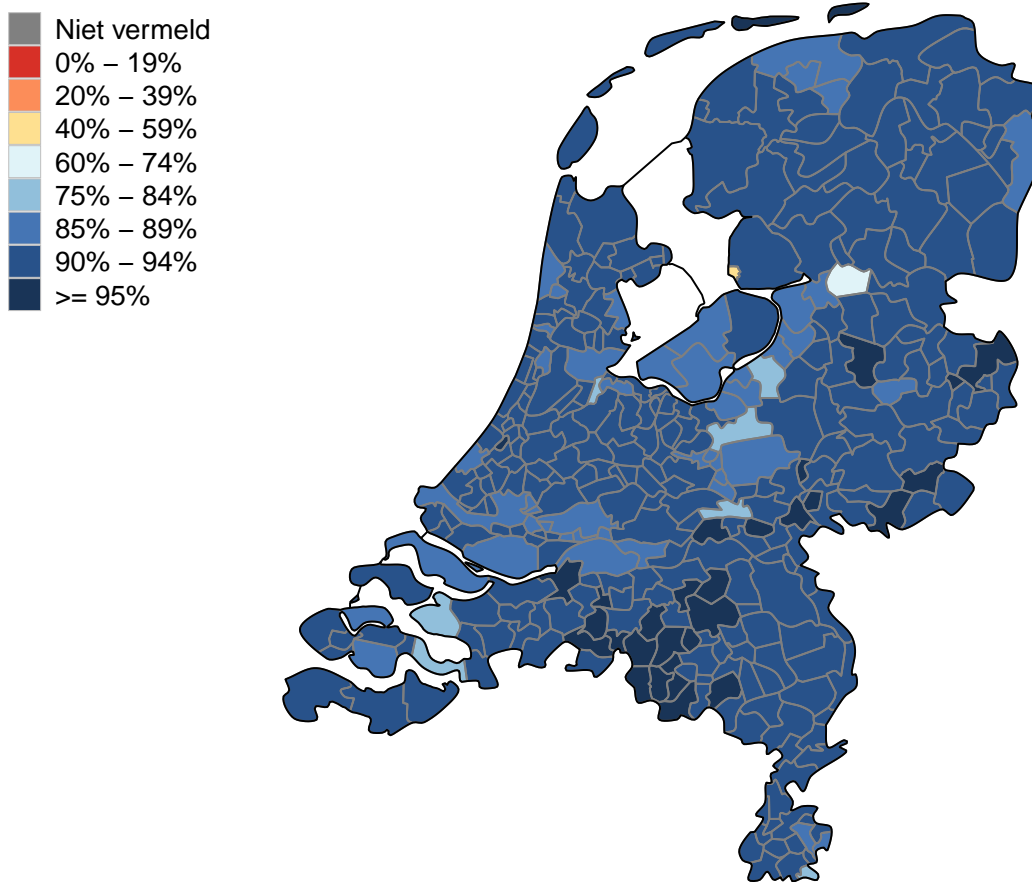 Niet vermeld
0% – 19%
20% – 39%
40% – 59%
60% – 74%
75% – 84%
85% – 89%
90% – 94%
>= 95%